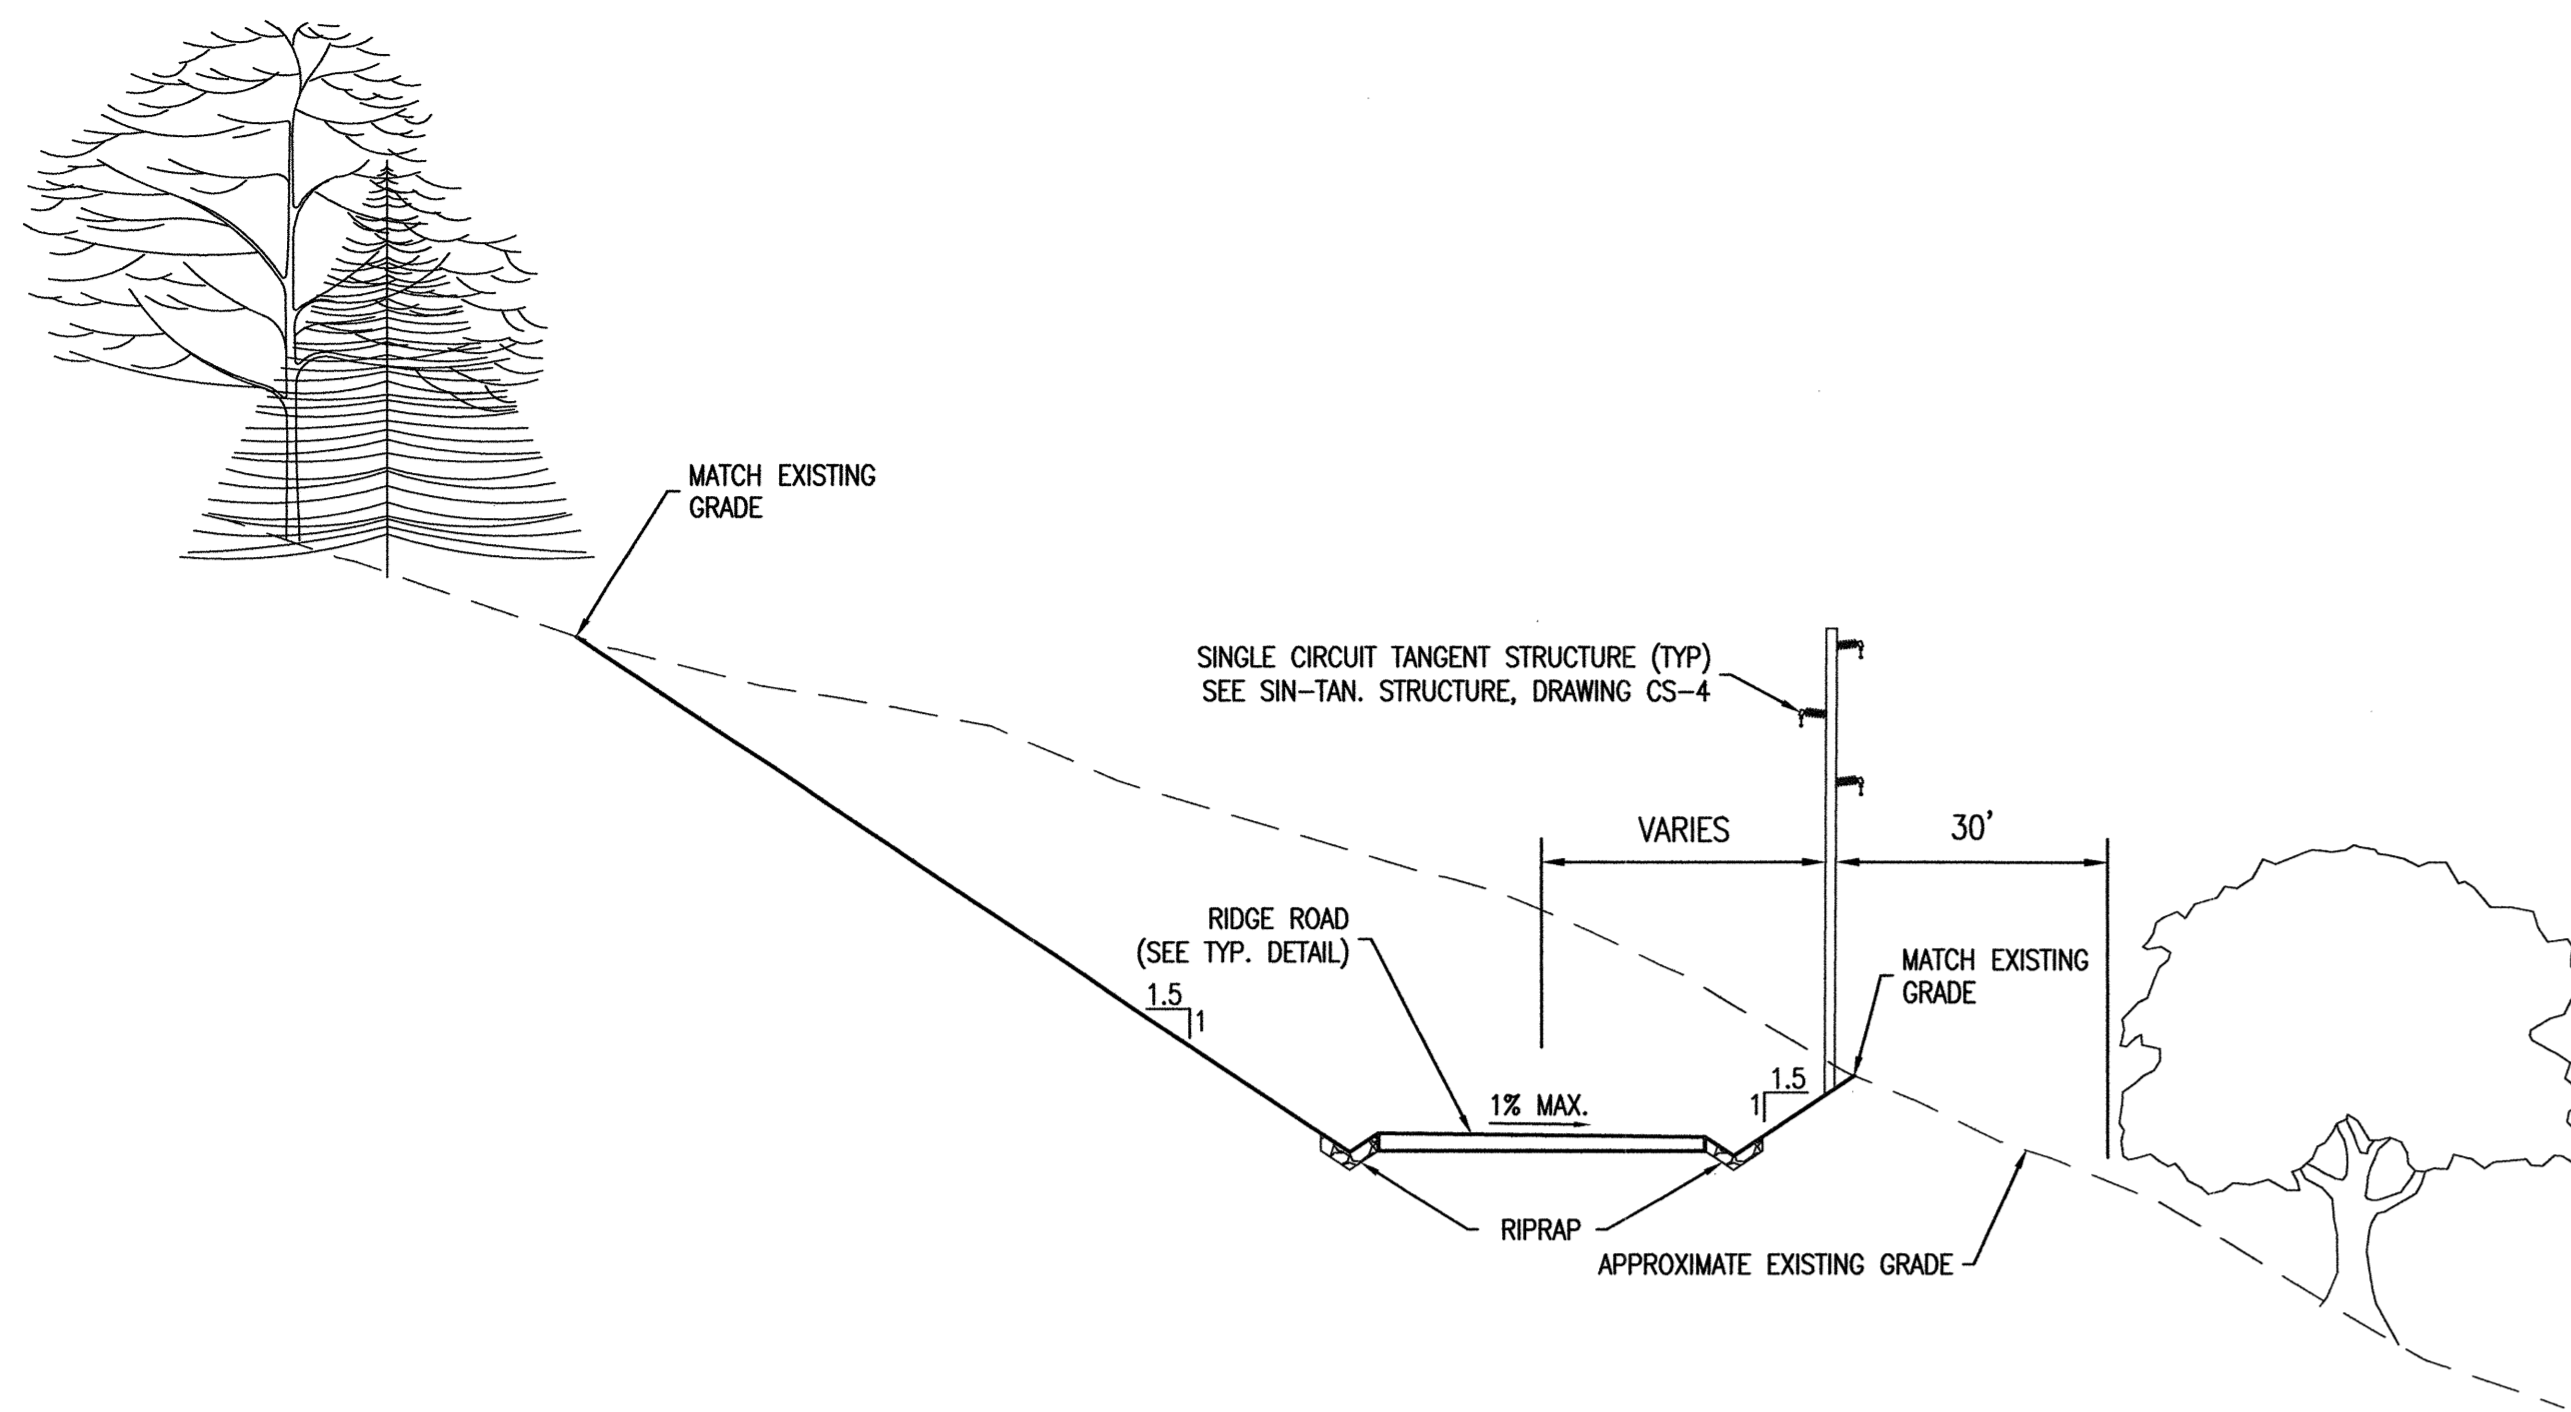 MATCH EXISTING
GRADE
SINGLE CIRCUIT TANGENT STRUCTURE (TYP)
SEE SIN-TAN. STRUCTURE, DRAWING CS-4
VARIES
30'
RIDGE ROAD
(SEE TYP. DETAIL)
MATCH EXISTING
GRADE
1.5
1
1.5
1
1% MAX.
RIPRAP
APPROXIMATE EXISTING GRADE